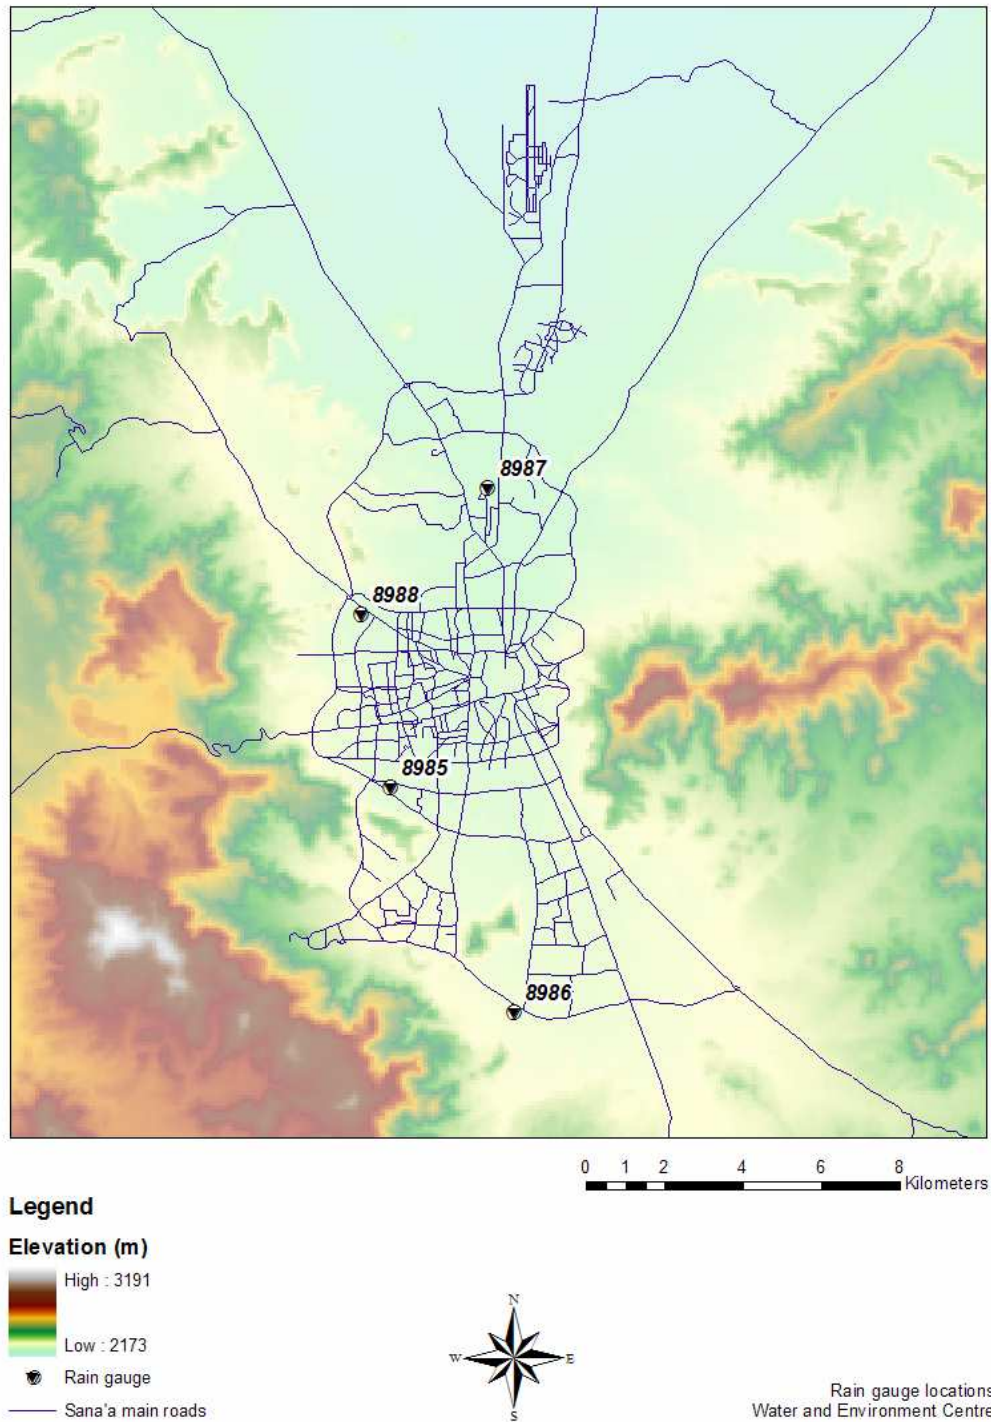 8987
8988
8985
8986
0 1 2 4 6 8
Kilometers
Legend
Elevation (m)
High : 3191
Low : 2173
Rain gauge
Sana'a main roads
N
W E
S
Rain gauge locations
Water and Environment Centre